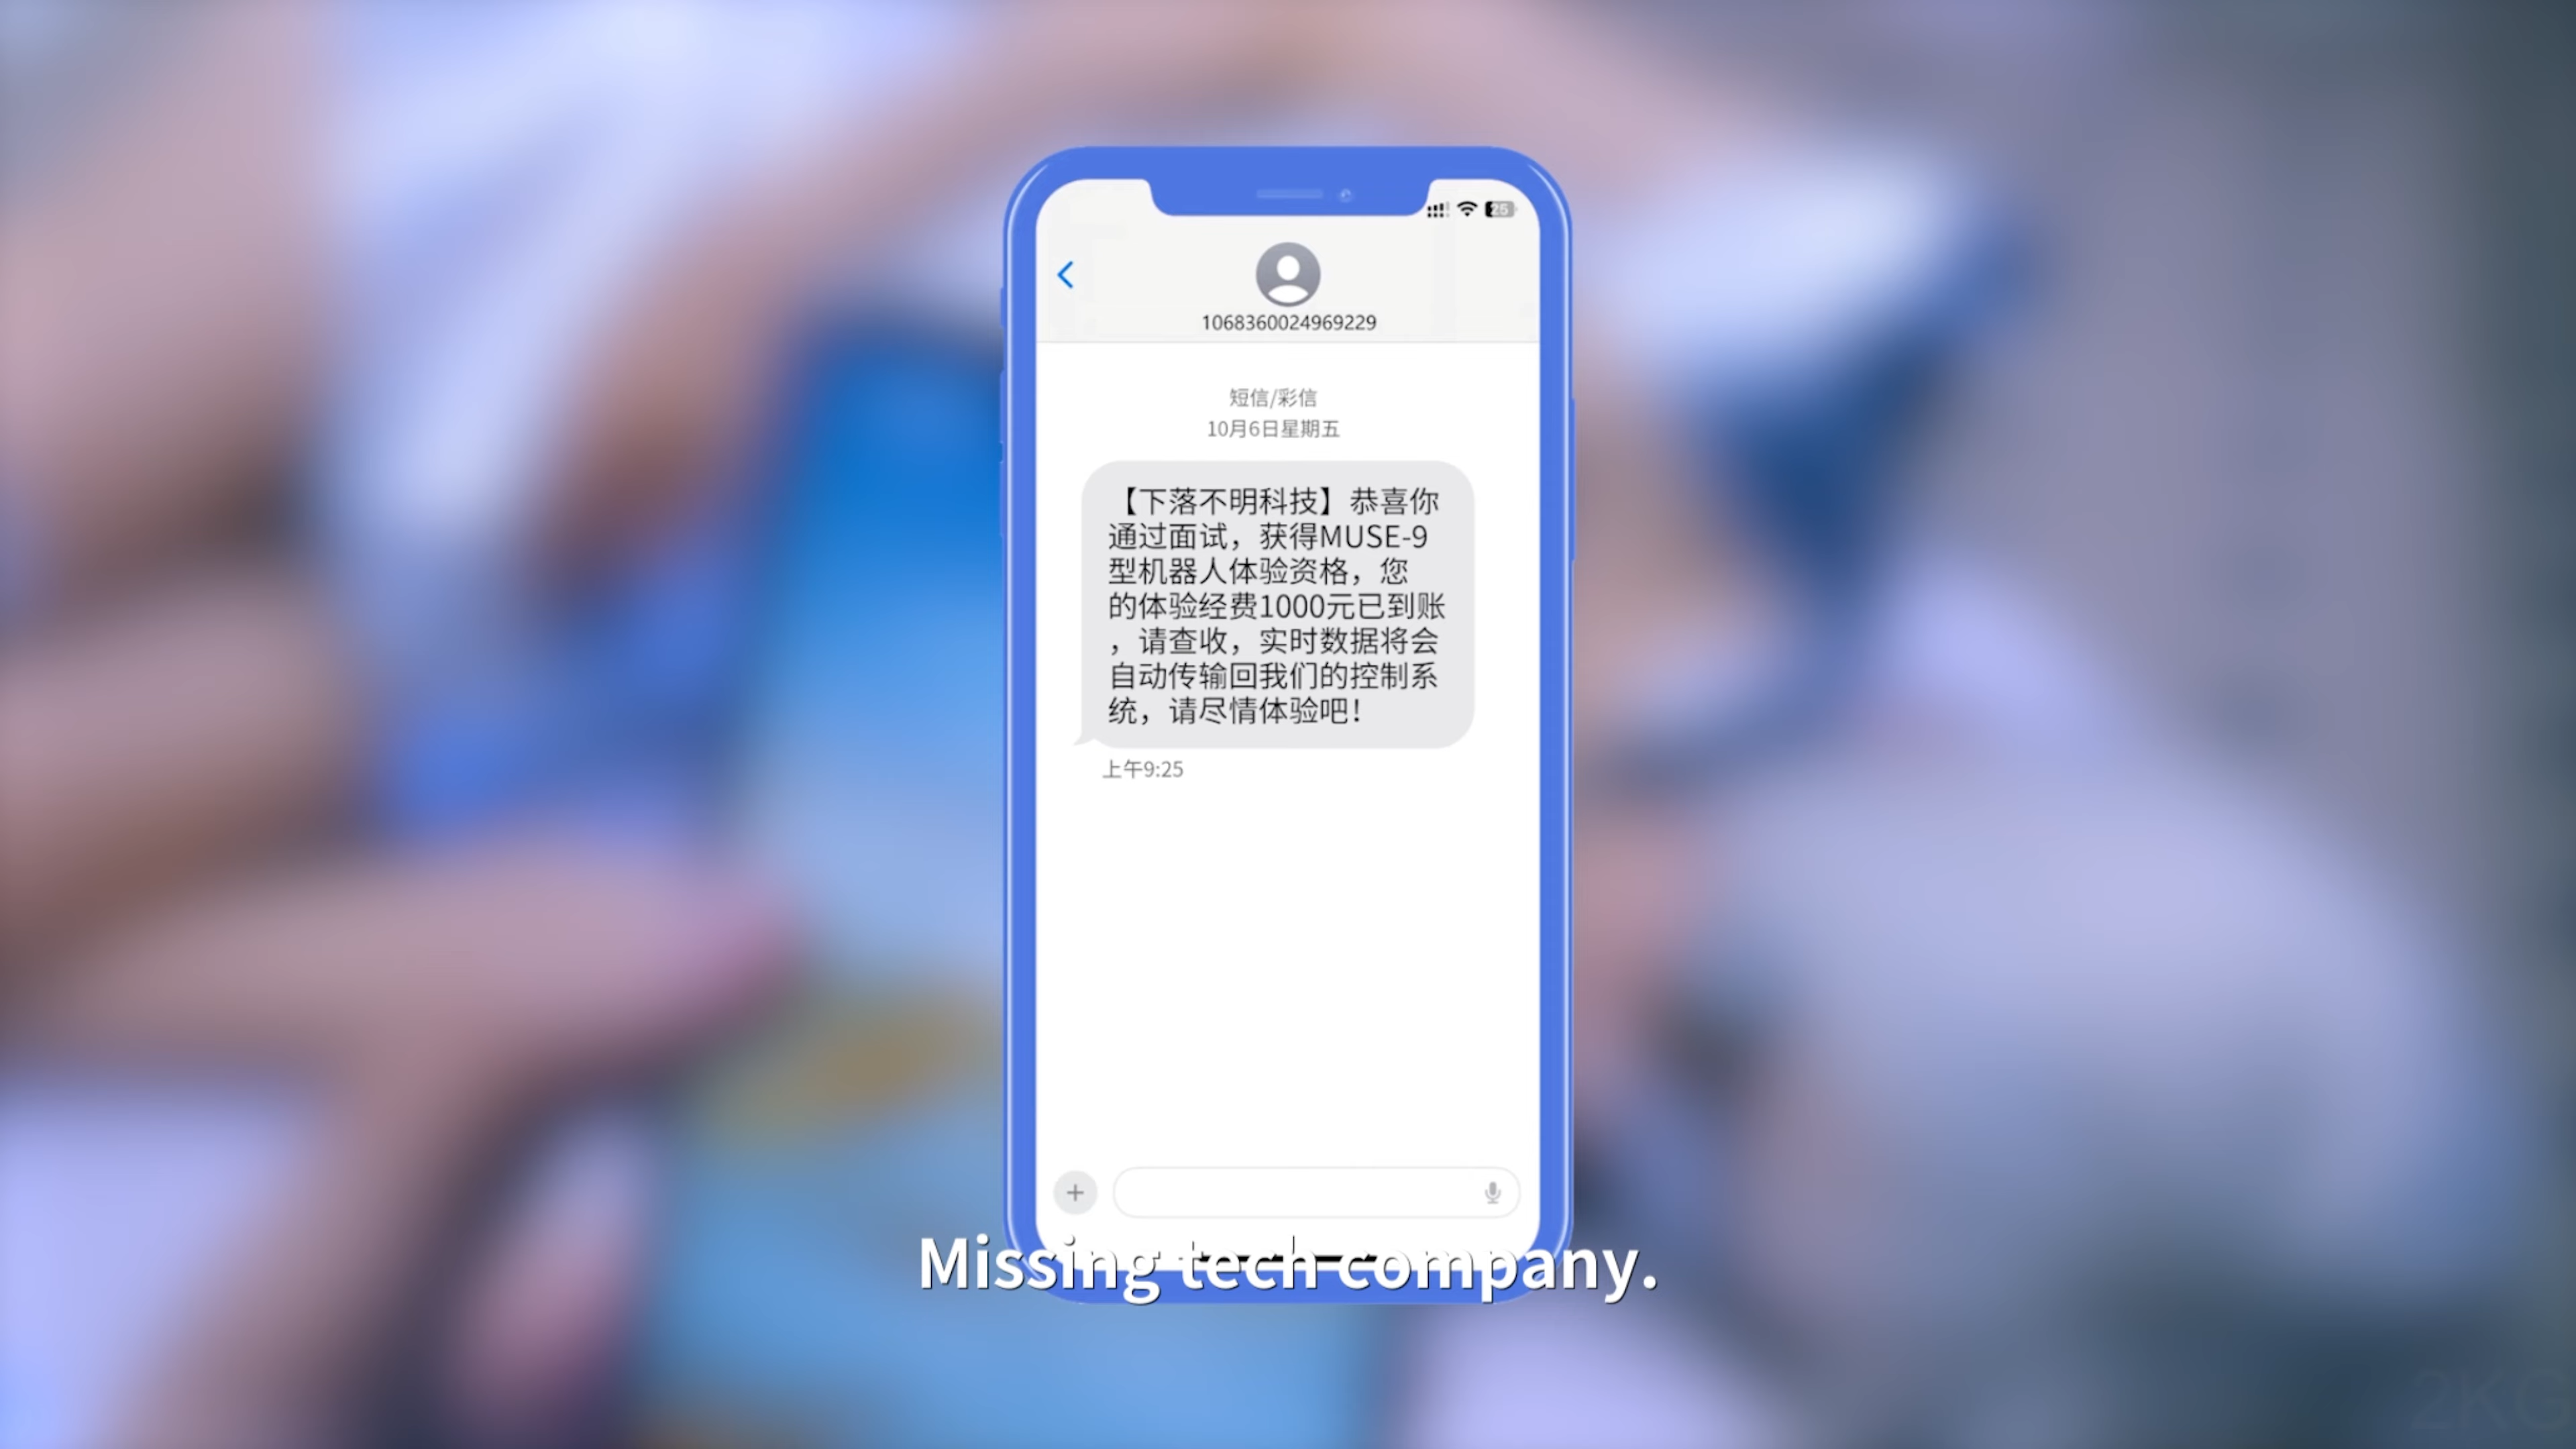 25
1068360024969229
短信/彩信
10月6日星期五
【下落不明科技】恭喜你
通过面试，获得MUSE-9
型机器人体验资格，您
的体验经费1000元已到账
，请查收，实时数据将会
自动传输回我们的控制系
统，请尽情体验吧！
上午9:25
Missing tech company.
2KG